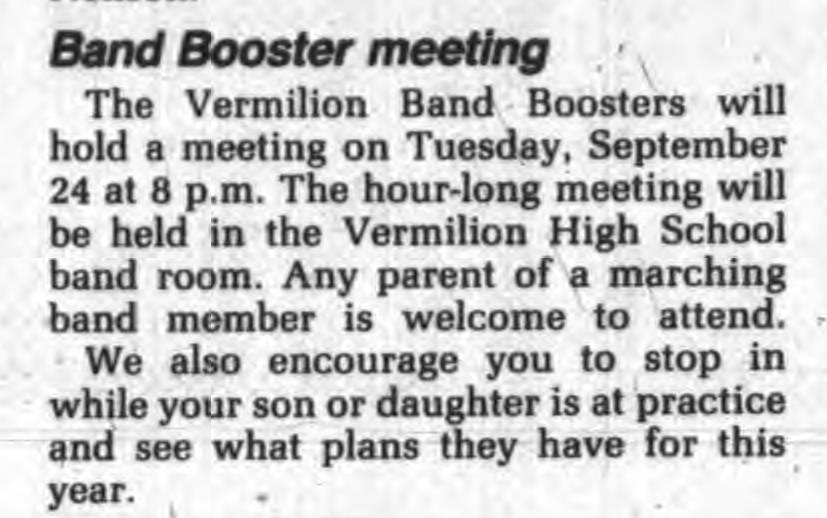 Band Booster meeting
The Vermilion Band Boosters will
hold a meeting on Tuesday, September
24 at 8 p.m. The hour-long meeting will
be held in the Vermilion High School
band room. Any parent of a marching
band member is welcome to attend.
We also encourage you to stop in
while your son or daughter is at practice
and see what plans they have for this
year.